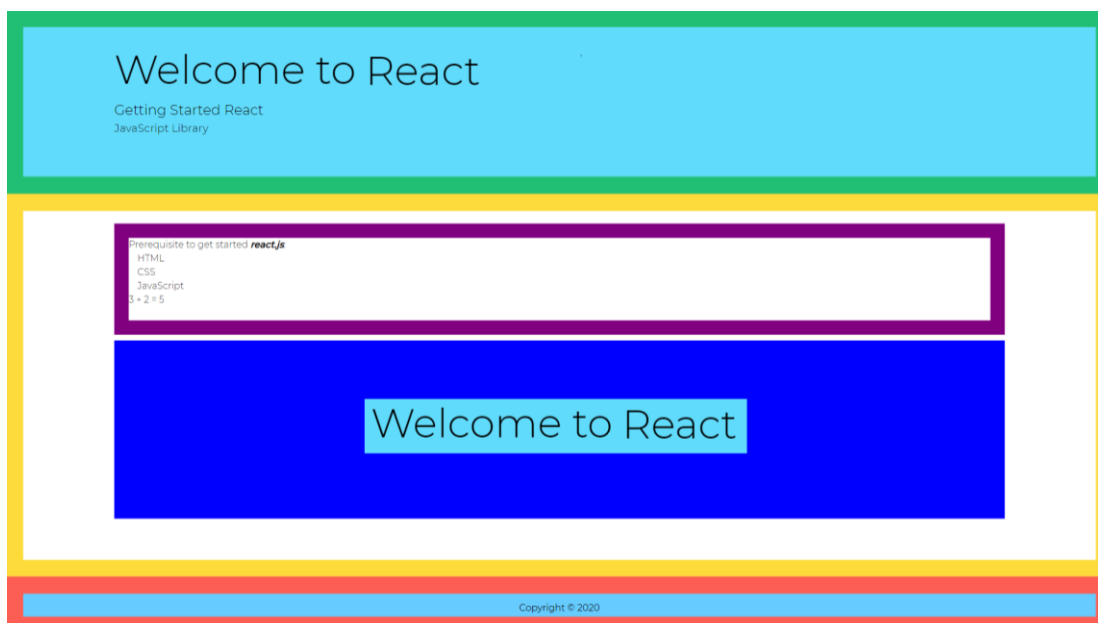 Welcome to React
Getting Started React
JavaScript Library
Prerequisite to get started react.js
HTML
CSS
JavaScript
3 + 2 = 5
Welcome to React
Copyright © 2020